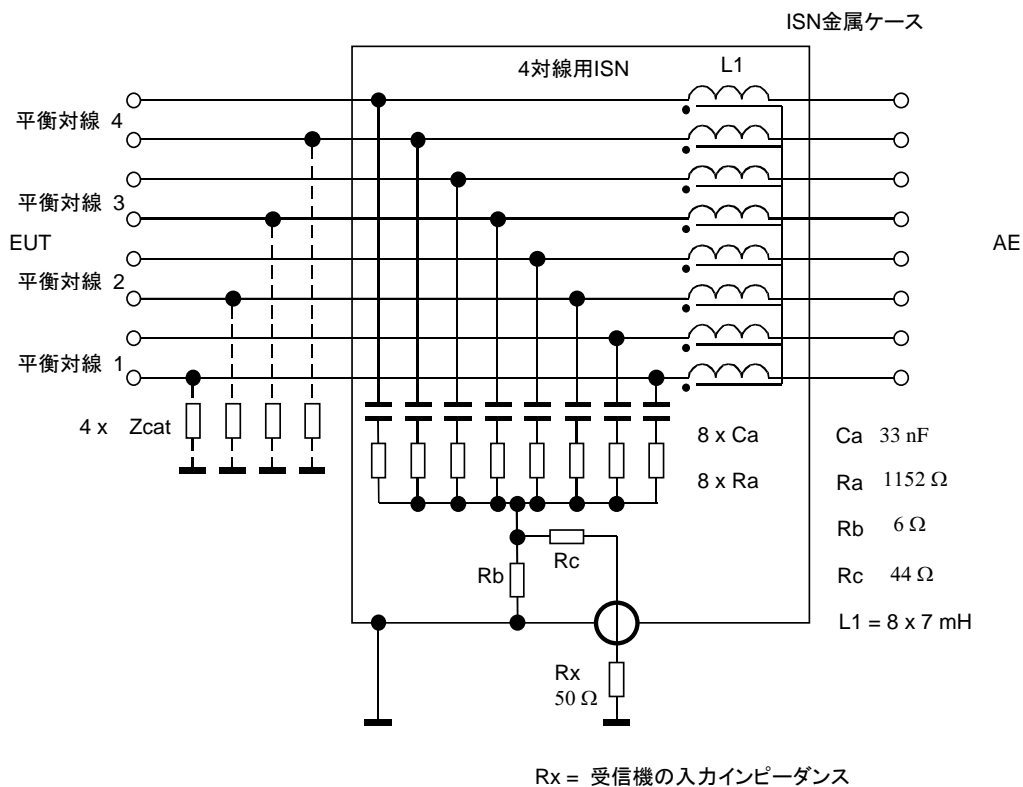 ISN金属ケース
4対線用ISN
L1
平衡対線 4
平衡対線 3
EUT
AE
平衡対線 2
平衡対線 1
4 x Zcat
8 x Ca
8 x Ra
Ca 33 nF
Ra 1152 Ω
Rb 6 Ω
Rc 44 Ω
L1 = 8 x 7 mH
Rc
Rb
Rx
50 Ω
Rx = 受信機の入力インピーダンス